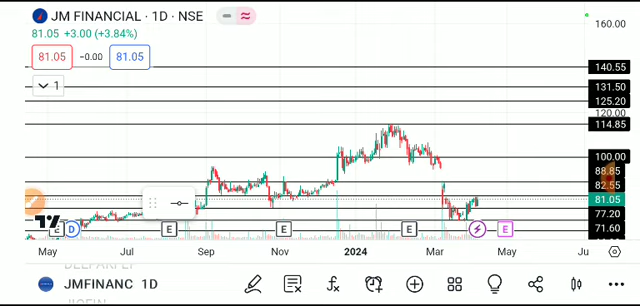 JM FINANCIAL · 1D · NSE
81.05 +3.00 (+3.84%)
81.05 −0.00 81.05
1
160.00
140.55
131.50
125.20
120.00
114.85
100.00
88.85
82.55
81.05
77.20
71.60
E D E E E E
May Jul Sep Nov 2024 Mar May Ju
JMFINANC 1D